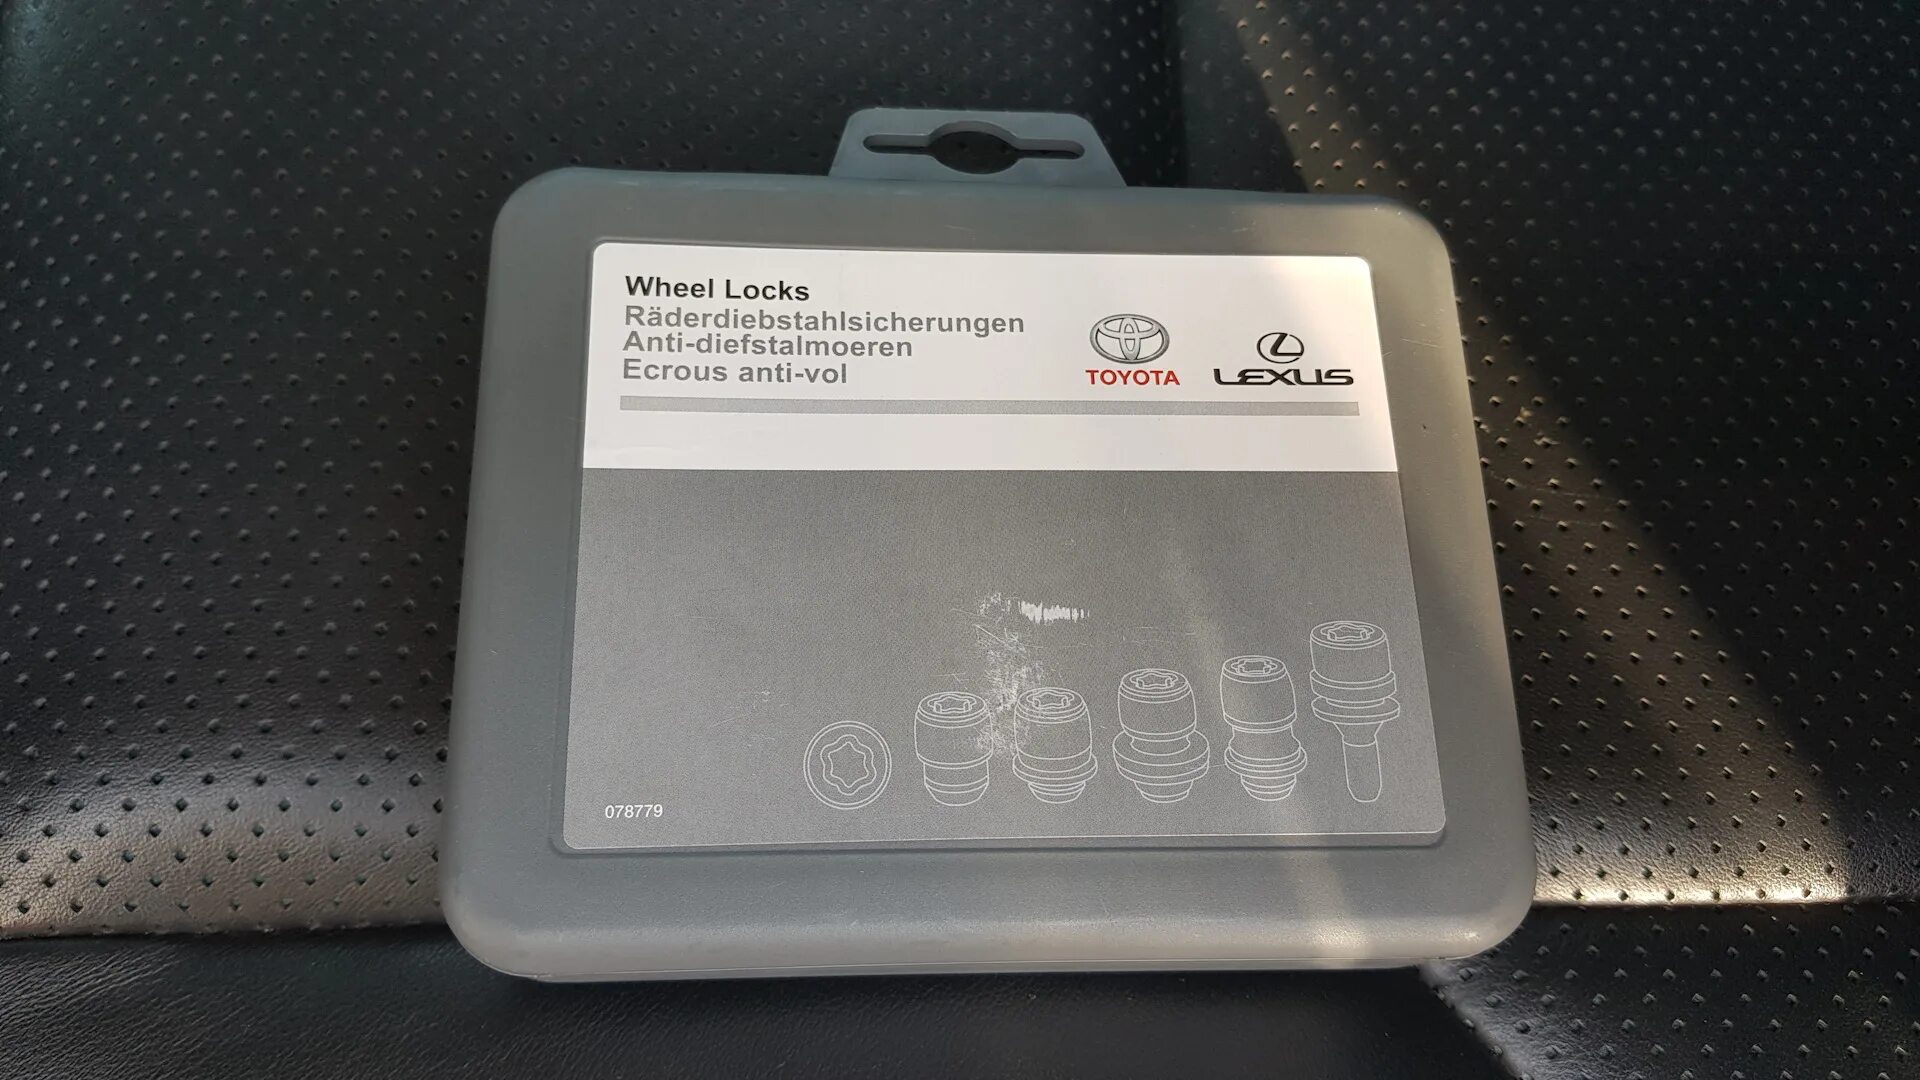 Wheel Locks
Räderdiebstahlsicherungen
Anti-diefstalmoeren
Ecrous anti-vol
TOYOTA
LEXUS
078779